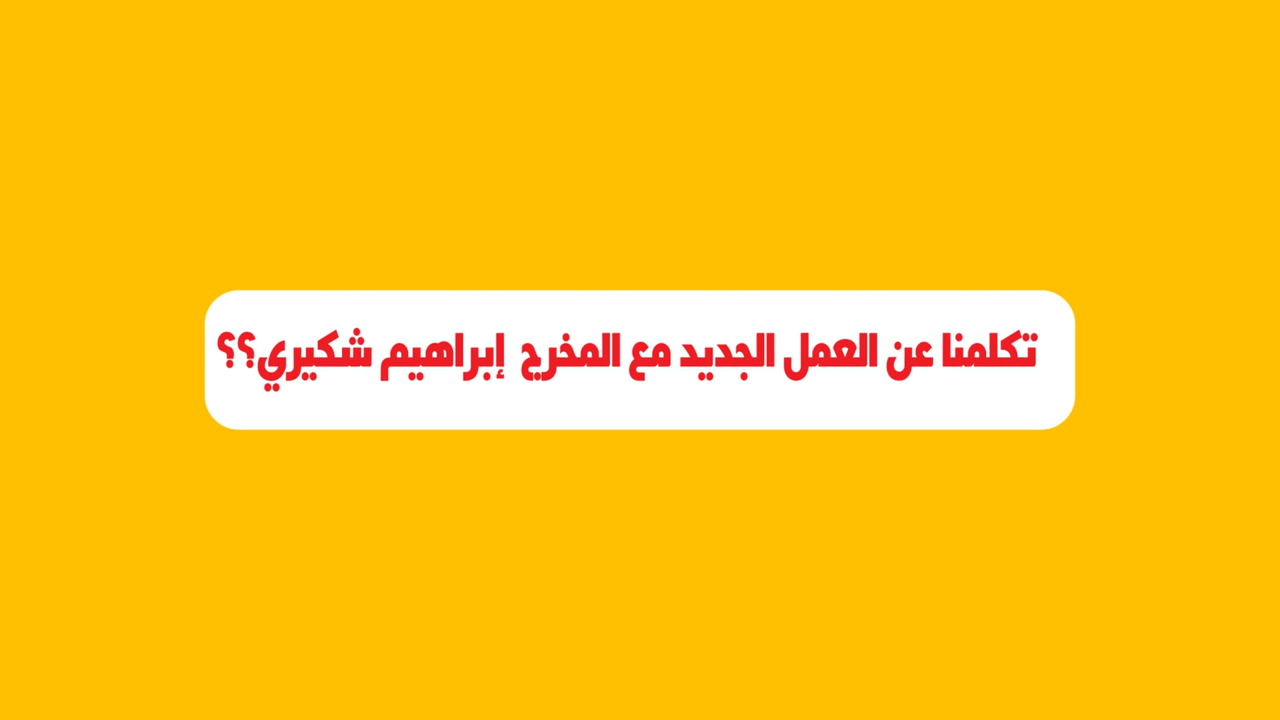 تكلمنا عن العمل الجديد مع المخرج إبراهيم شكيري؟؟